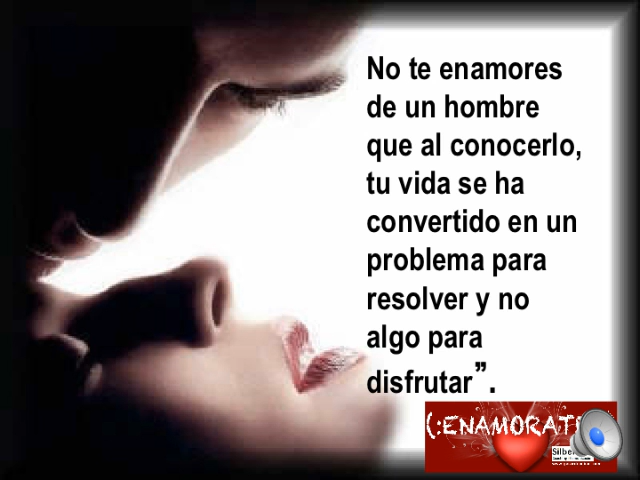 No te enamores
de un hombre
que al conocerlo,
tu vida se ha
convertido en un
problema para
resolver y no
algo para
disfrutar”.
(:ENAMORAT